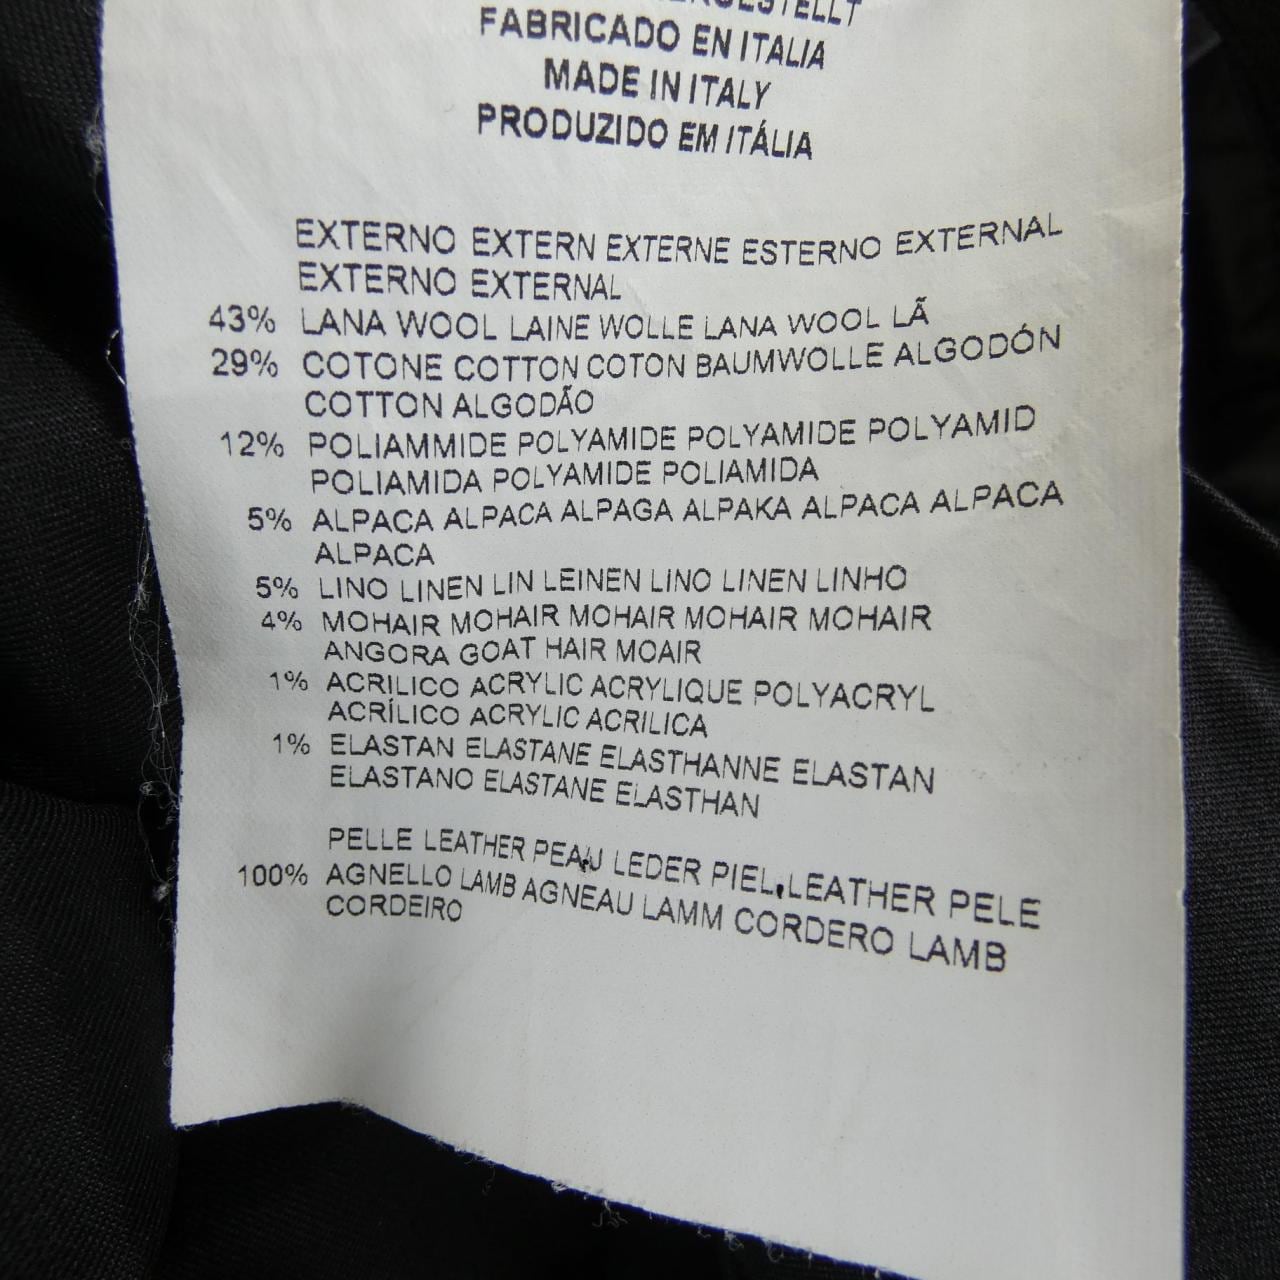 FABRICADO EN ITALIA
MADE IN ITALY
PRODUZIDO EM ITÁLIA
EXTERNO EXTERN EXTERNE ESTERNO EXTERNAL
EXTERNO EXTERNAL
43% LANA WOOL LAINE WOLLE LANA WOOL LÃ
29% COTONE COTTON COTON BAUMWOLLE ALGODÓN
COTTON ALGODÃO
12% POLIAMMIDE POLYAMIDE POLYAMIDE POLYAMID
POLIAMIDA POLYAMIDE POLIAMIDA
5% ALPACA ALPACA ALPAGA ALPAKA ALPACA ALPACA
ALPACA
5% LINO LINEN LIN LEINEN LINO LINEN LINHO
4% MOHAIR MOHAIR MOHAIR MOHAIR MOHAIR
ANGORA GOAT HAIR MOAIR
1% ACRILICO ACRYLIC ACRYLIQUE POLYACRYL
ACRÍLICO ACRYLIC ACRILICA
1% ELASTAN ELASTANE ELASTHANNE ELASTAN
ELASTANO ELASTANE ELASTHAN
PELLE LEATHER PEAU LEDER PIEL LEATHER PELE
100% AGNELLO LAMB AGNEAU LAMM CORDERO LAMB
CORDEIRO